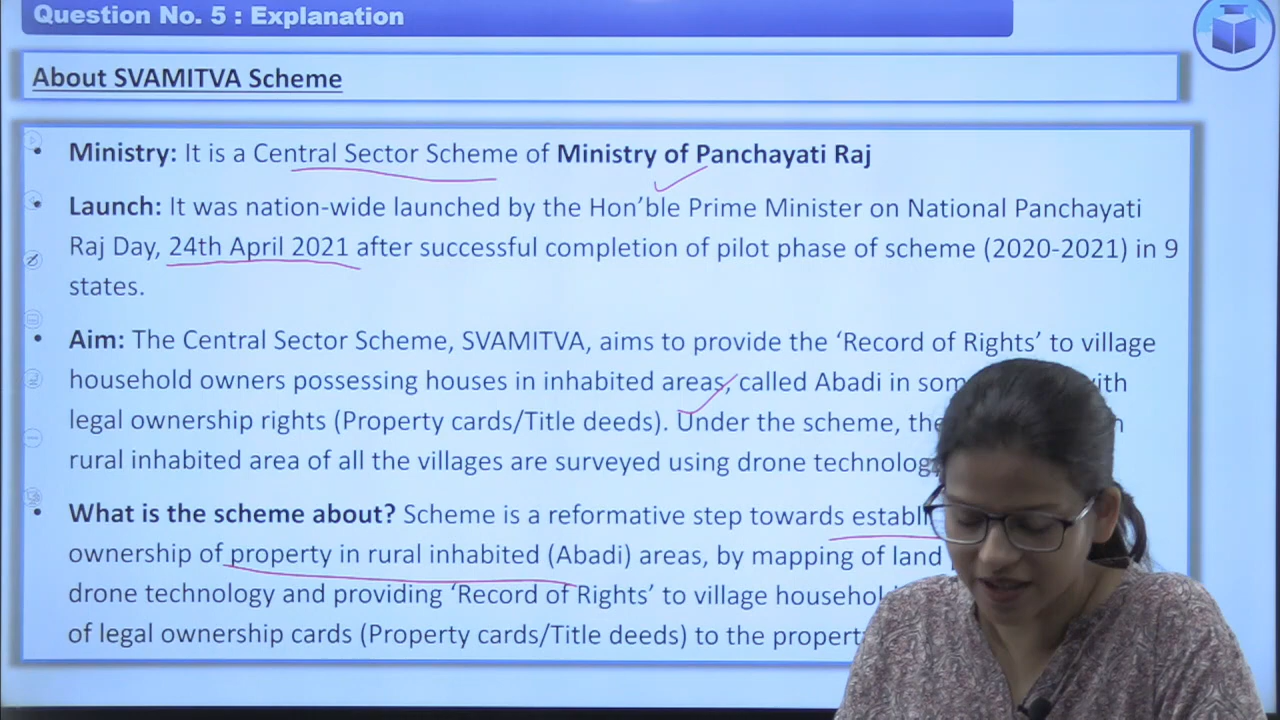 Question No. 5 : Explanation
About SVAMITVA Scheme
• Ministry: It is a Central Sector Scheme of Ministry of Panchayati Raj
• Launch: It was nation-wide launched by the Hon’ble Prime Minister on National Panchayati
Raj Day, 24th April 2021 after successful completion of pilot phase of scheme (2020-2021) in 9
states.
• Aim: The Central Sector Scheme, SVAMITVA, aims to provide the ‘Record of Rights’ to village
household owners possessing houses in inhabited areas, called Abadi in
legal ownership rights (Property cards/Title deeds). Under the scheme,
rural inhabited area of all the villages are surveyed using drone
• What is the scheme about? Scheme is a reformative step towards
ownership of property in rural inhabited (Abadi) areas, by mapping of land
drone technology and providing ‘Record of Rights’ to village
of legal ownership cards (Property cards/Title deeds) to the